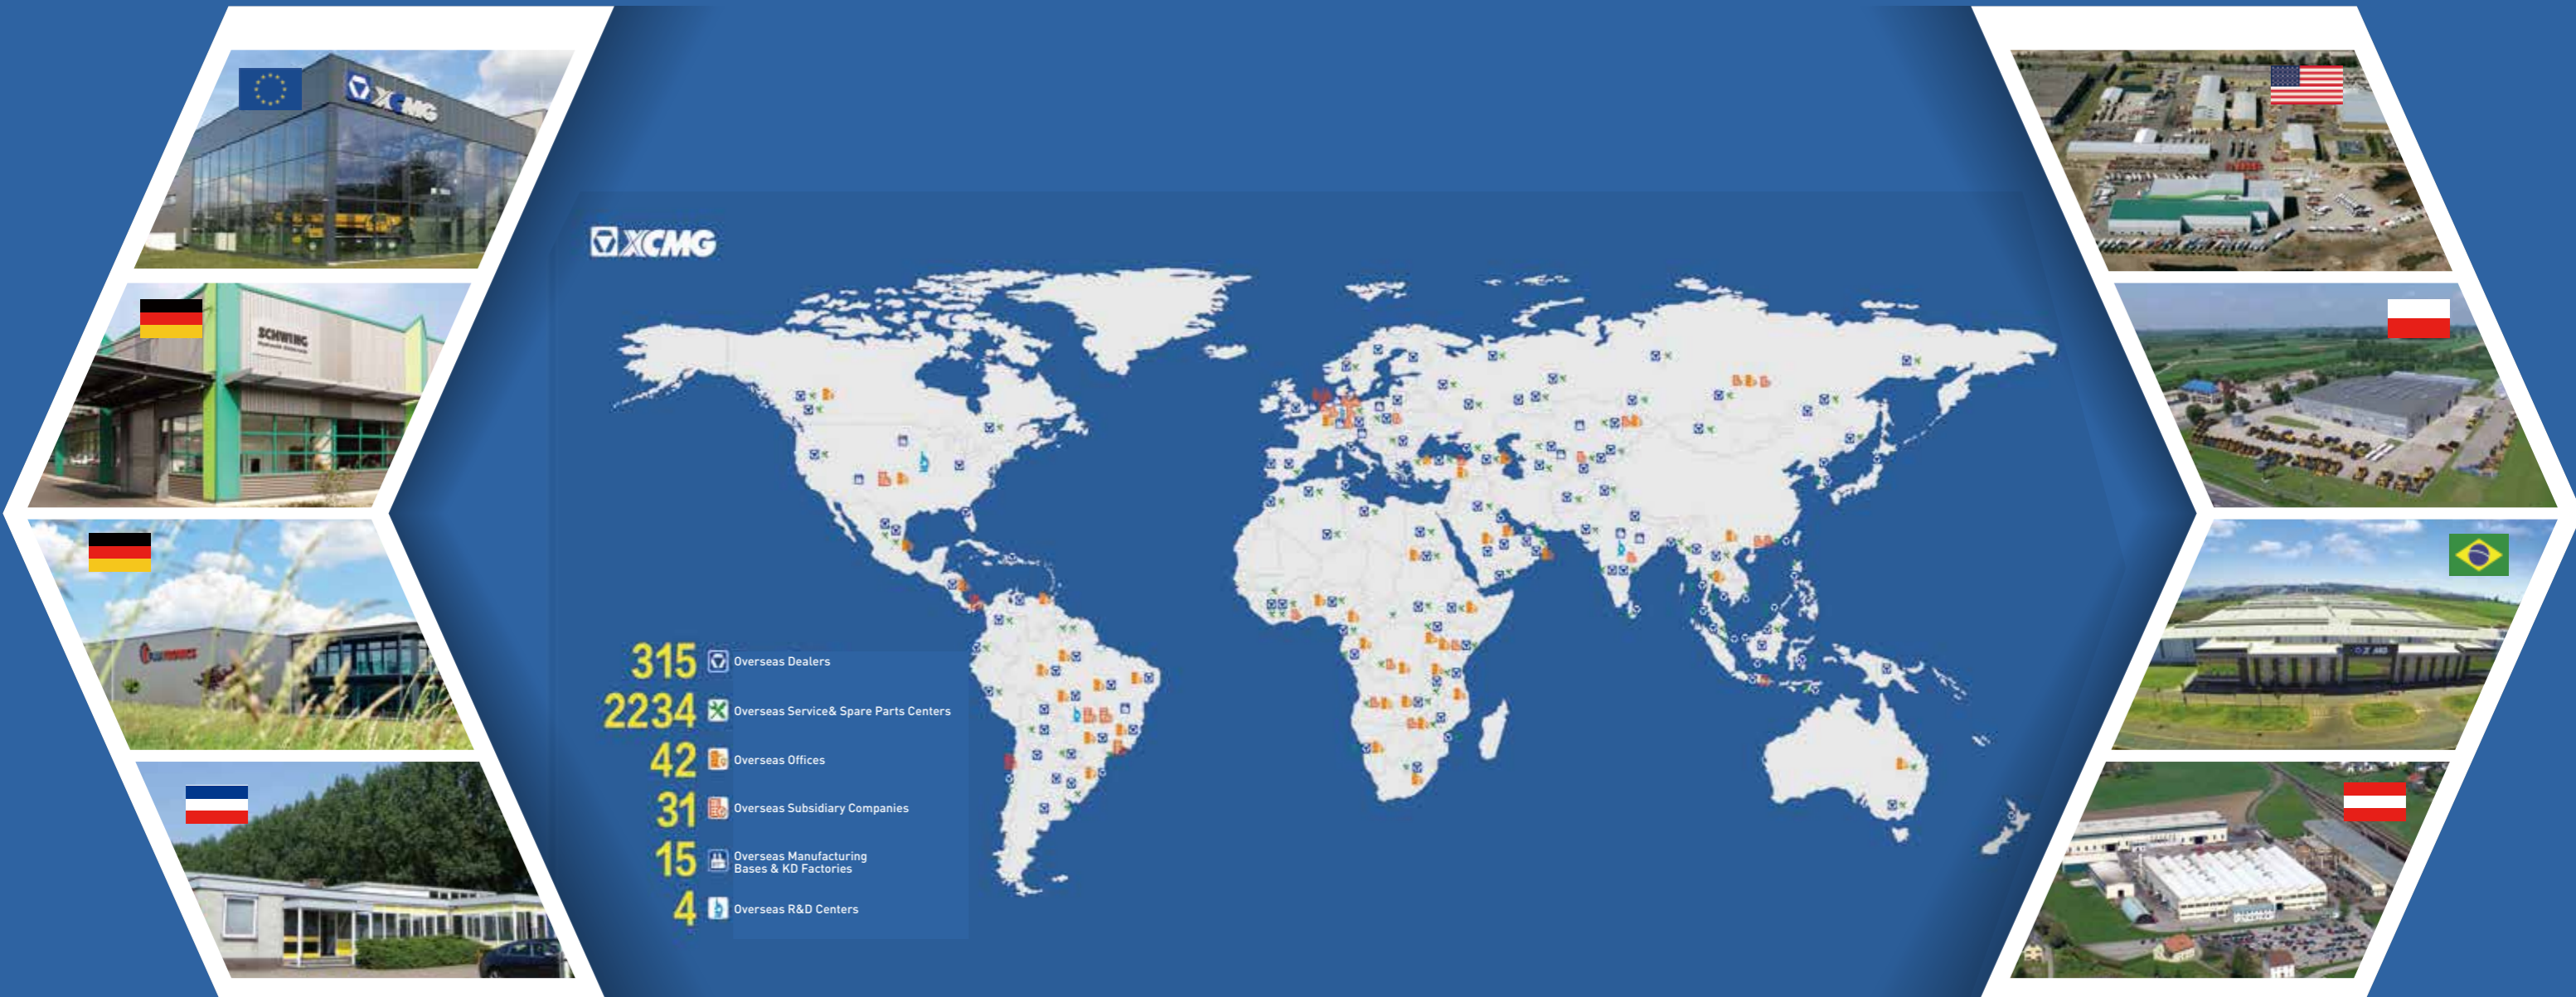 XCMG
SCHWING
XCMG
315 Overseas Dealers
2234 Overseas Service& Spare Parts Centers
42 Overseas Offices
31 Overseas Subsidiary Companies
15 Overseas Manufacturing
Bases & KD Factories
4 Overseas R&D Centers